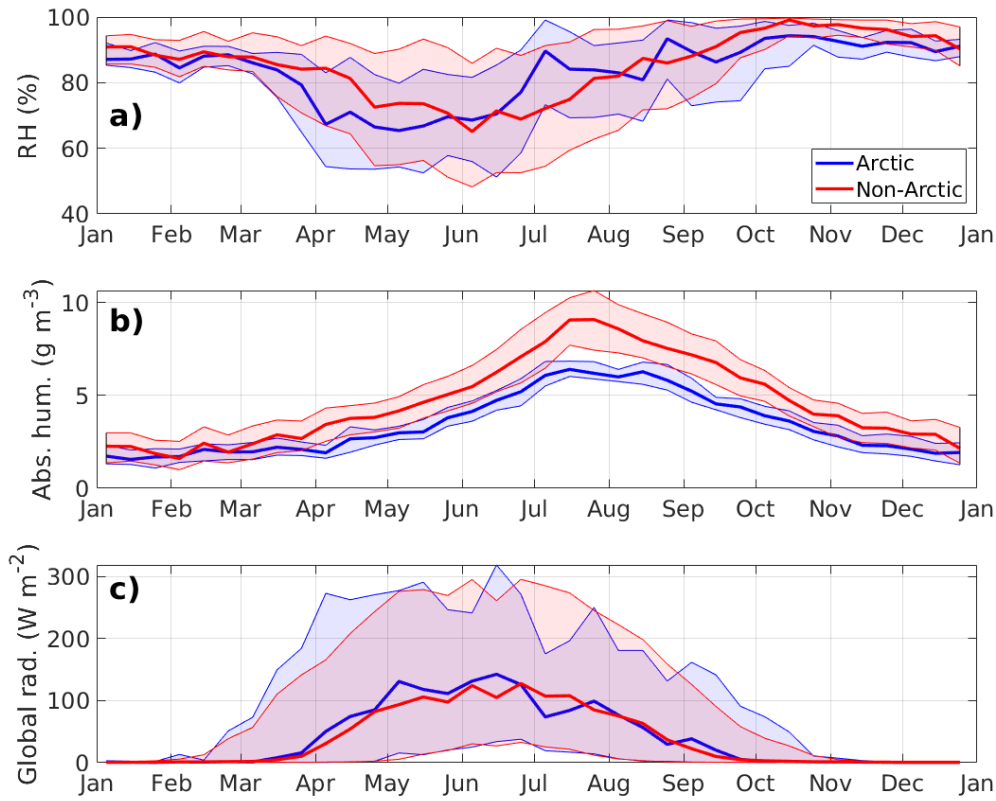 100
80
60
40
RH (%)
a)
Arctic
Non-Arctic
Jan Feb Mar Apr May Jun Jul Aug Sep Oct Nov Dec Jan
10
5
0
Abs. hum. (g m-3)
b)
Jan Feb Mar Apr May Jun Jul Aug Sep Oct Nov Dec Jan
300
200
100
0
Global rad. (W m-2)
c)
Jan Feb Mar Apr May Jun Jul Aug Sep Oct Nov Dec Jan